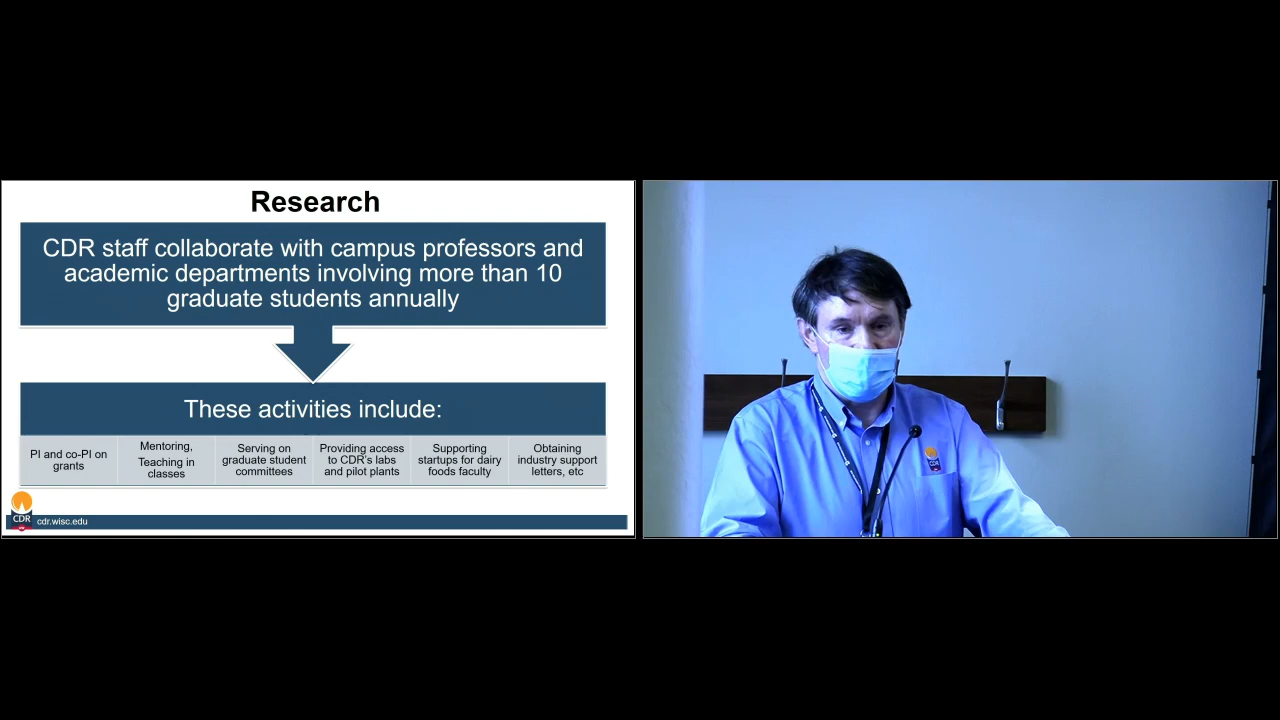 Research
CDR staff collaborate with campus professors and
academic departments involving more than 10
graduate students annually
These activities include:
PI and co-PI on
grants
Mentoring,
Teaching in
classes
Serving on
graduate student
committees
Providing access
to CDR's labs
and pilot plants
Supporting
startups for dairy
foods faculty
Obtaining
industry support
letters, etc
CDR
cdr.wisc.edu